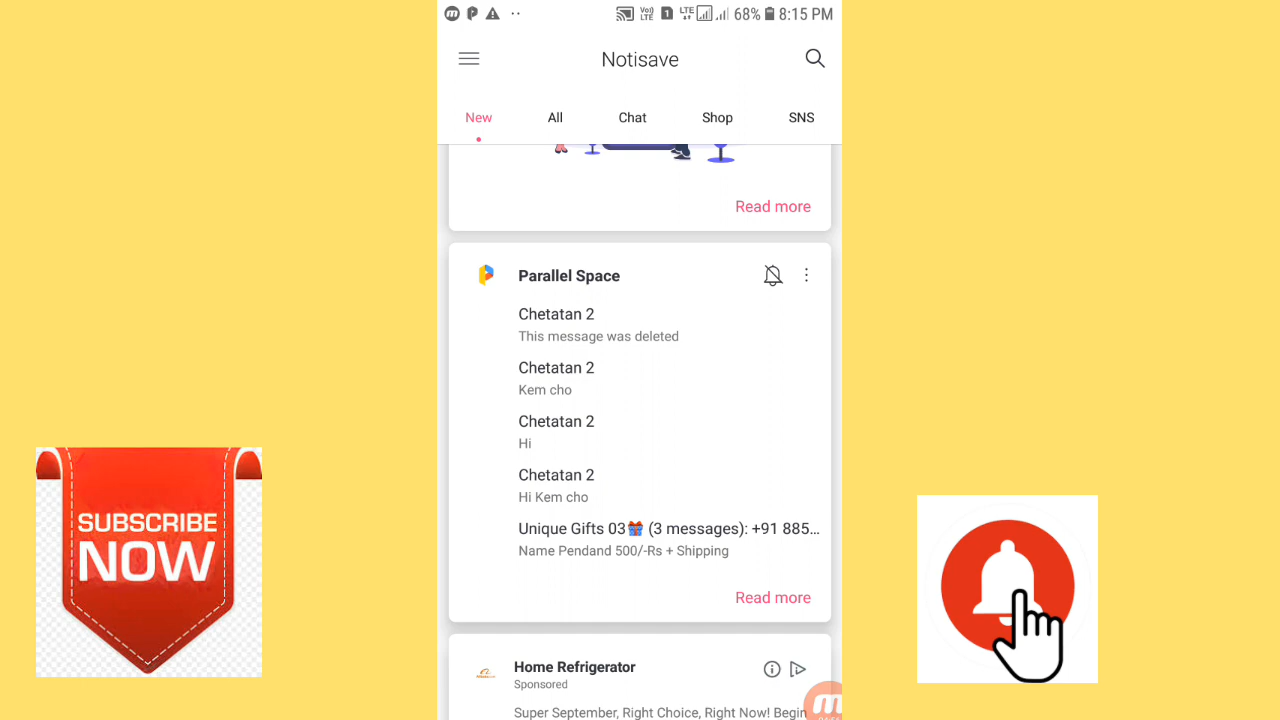 68% 8:15 PM
Notisave
New All Chat Shop SNS
Read more
Parallel Space
Chetatan 2
This message was deleted
Chetatan 2
Kem cho
Chetatan 2
Hi
Chetatan 2
Hi Kem cho
Unique Gifts 03🎁 (3 messages): +91 885...
Name Pendand 500/-Rs + Shipping
Read more
Home Refrigerator
Sponsored
Super September, Right Choice, Right Now! Begin
SUBSCRIBE
NOW